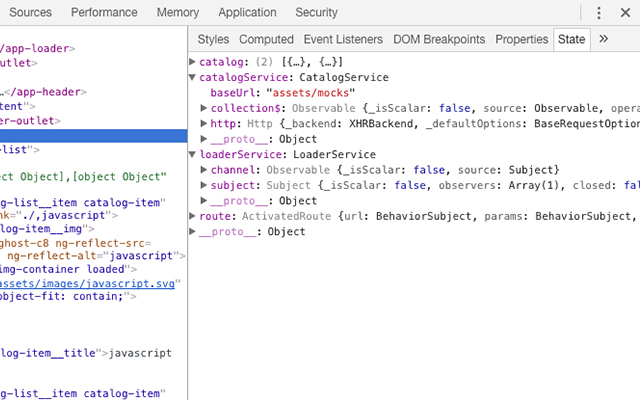 Sources Performance Memory Application Security
Styles Computed Event Listeners DOM Breakpoints Properties State
/app-loader>
utlet>
…</app-header>
ntent">
er-outlet>
-list">
ect Object],[object Object"
og-list__item catalog-item"
nk="./,javascript">
log-item__img">
ghost-c8 ng-reflect-src=
ng-reflect-alt="javascript">
img-container loaded">
assets/images/javascript.svg"
object-fit: contain;">
log-item__title">javascript
og-list__item catalog-item"
▶ catalog: (2) [{…}, {…}]
▼ catalogService: CatalogService
baseUrl: "assets/mocks"
▶ collection$: Observable {_isScalar: false, source: Observable, opera
▶ http: Http {_backend: XHRBackend, _defaultOptions: BaseRequestOption
▶ __proto__: Object
▼ loaderService: LoaderService
▶ channel: Observable {_isScalar: false, source: Subject}
▶ subject: Subject {_isScalar: false, observers: Array(1), closed: fal
▶ __proto__: Object
▶ route: ActivatedRoute {url: BehaviorSubject, params: BehaviorSubject,
▶ __proto__: Object